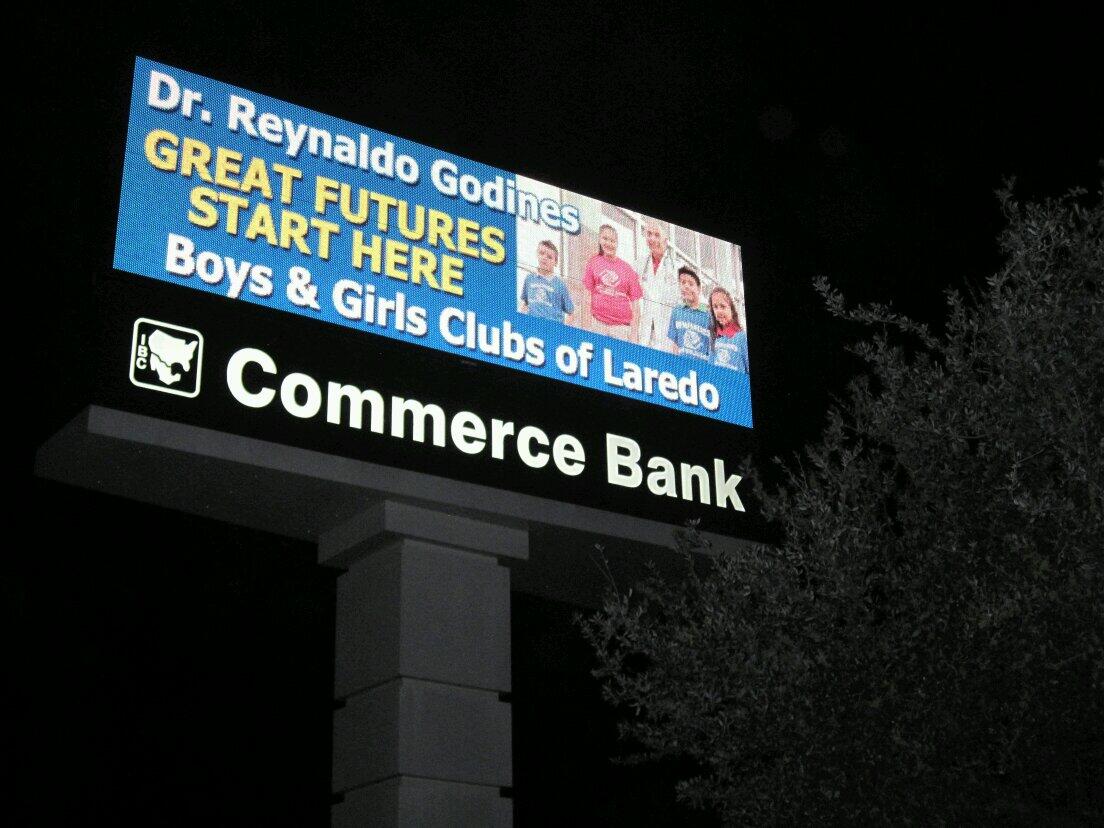 Dr. Reynaldo Godines
GREAT FUTURES
START HERE
Boys & Girls Clubs of Laredo
IBC
Commerce Bank